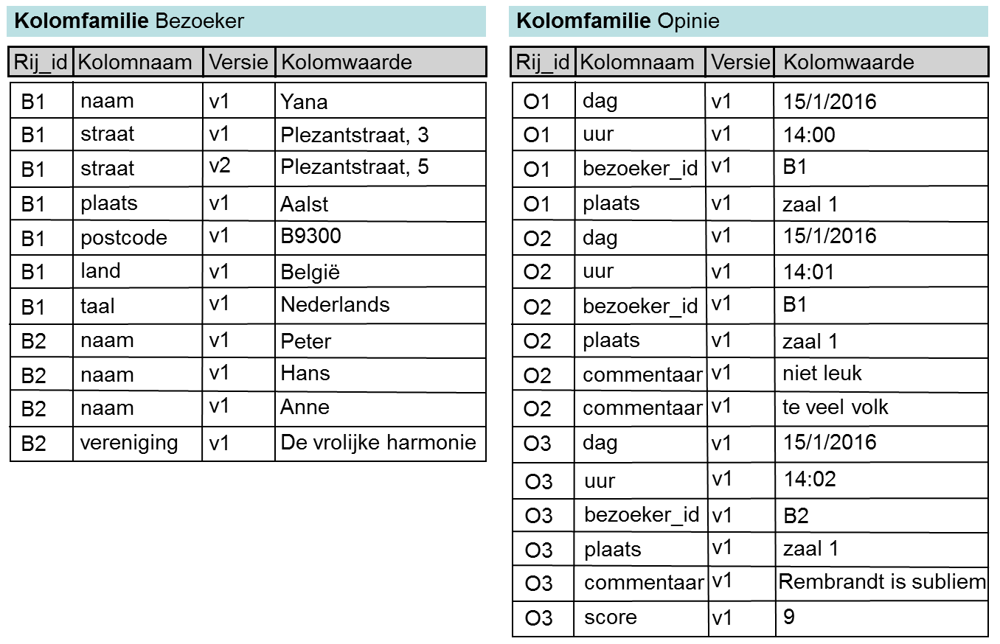 Kolomfamilie Bezoeker
Rij_id Kolomnaam Versie Kolomwaarde
B1 naam v1 Yana
B1 straat v1 Plezantstraat, 3
B1 straat v2 Plezantstraat, 5
B1 plaats v1 Aalst
B1 postcode v1 B9300
B1 land v1 België
B1 taal v1 Nederlands
B2 naam v1 Peter
B2 naam v1 Hans
B2 naam v1 Anne
B2 vereniging v1 De vrolijke harmonie
Kolomfamilie Opinie
Rij_id Kolomnaam Versie Kolomwaarde
O1 dag v1 15/1/2016
O1 uur v1 14:00
O1 bezoeker_id v1 B1
O1 plaats v1 zaal 1
O2 dag v1 15/1/2016
O2 uur v1 14:01
O2 bezoeker_id v1 B1
O2 plaats v1 zaal 1
O2 commentaar v1 niet leuk
O2 commentaar v1 te veel volk
O3 dag v1 15/1/2016
O3 uur v1 14:02
O3 bezoeker_id v1 B2
O3 plaats v1 zaal 1
O3 commentaar v1 Rembrandt is subliem
O3 score v1 9